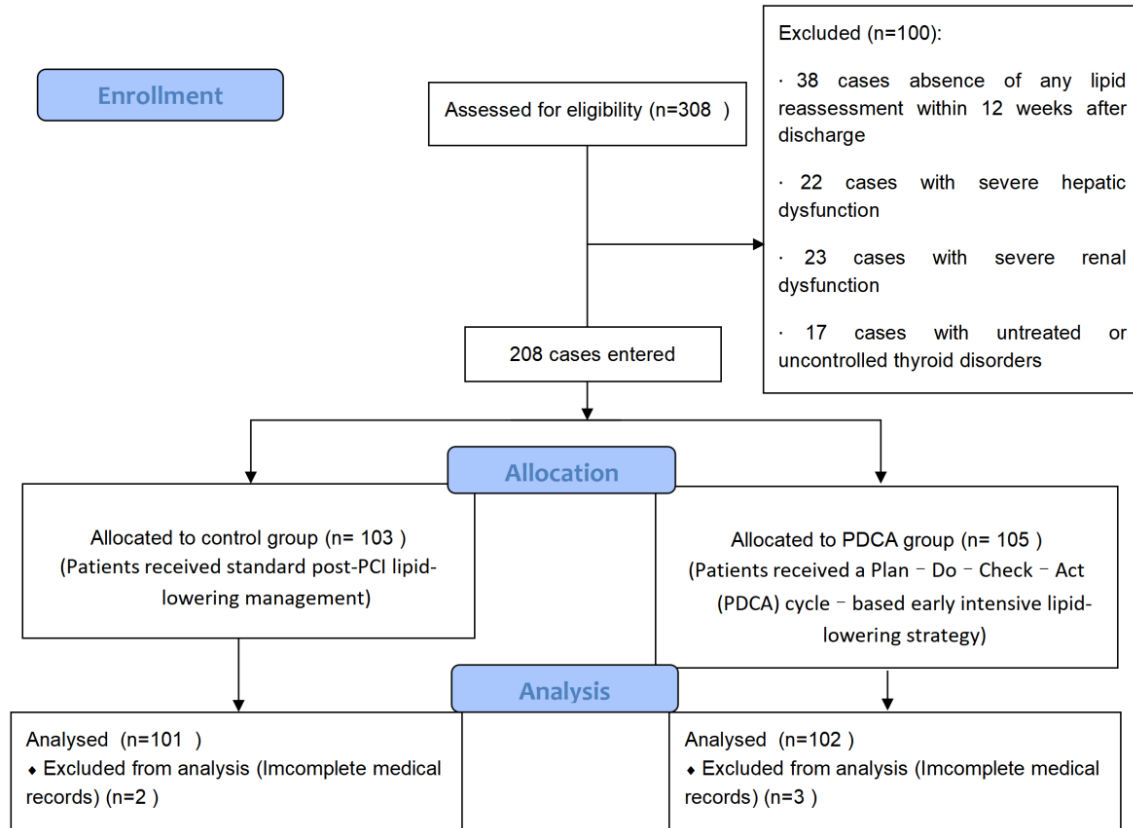 Enrollment
Assessed for eligibility (n=308 )
Excluded (n=100):
· 38 cases absence of any lipid
reassessment within 12 weeks after
discharge
· 22 cases with severe hepatic
dysfunction
· 23 cases with severe renal
dysfunction
· 17 cases with untreated or
uncontrolled thyroid disorders
208 cases entered
Allocation
Allocated to control group (n= 103 )
(Patients received standard post-PCI lipid-
lowering management)
Allocated to PDCA group (n= 105 )
(Patients received a Plan–Do–Check–Act
(PDCA) cycle–based early intensive lipid-
lowering strategy)
Analysis
Analysed (n=101 )
♦ Excluded from analysis (Imcomplete medical
records) (n=2 )
Analysed (n=102 )
♦ Excluded from analysis (Imcomplete medical
records) (n=3 )